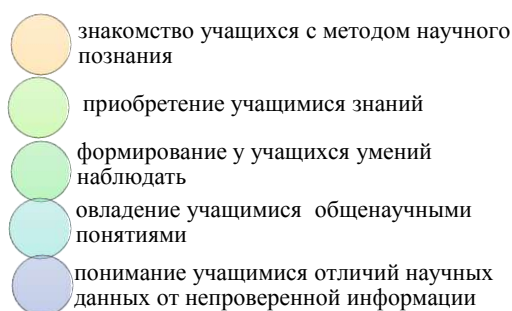 знакомство учащихся с методом научного
познания
приобретение учащимися знаний
формирование у учащихся умений
наблюдать
овладение учащимися общенаучными
понятиями
понимание учащимися отличий научных
данных от непроверенной информации